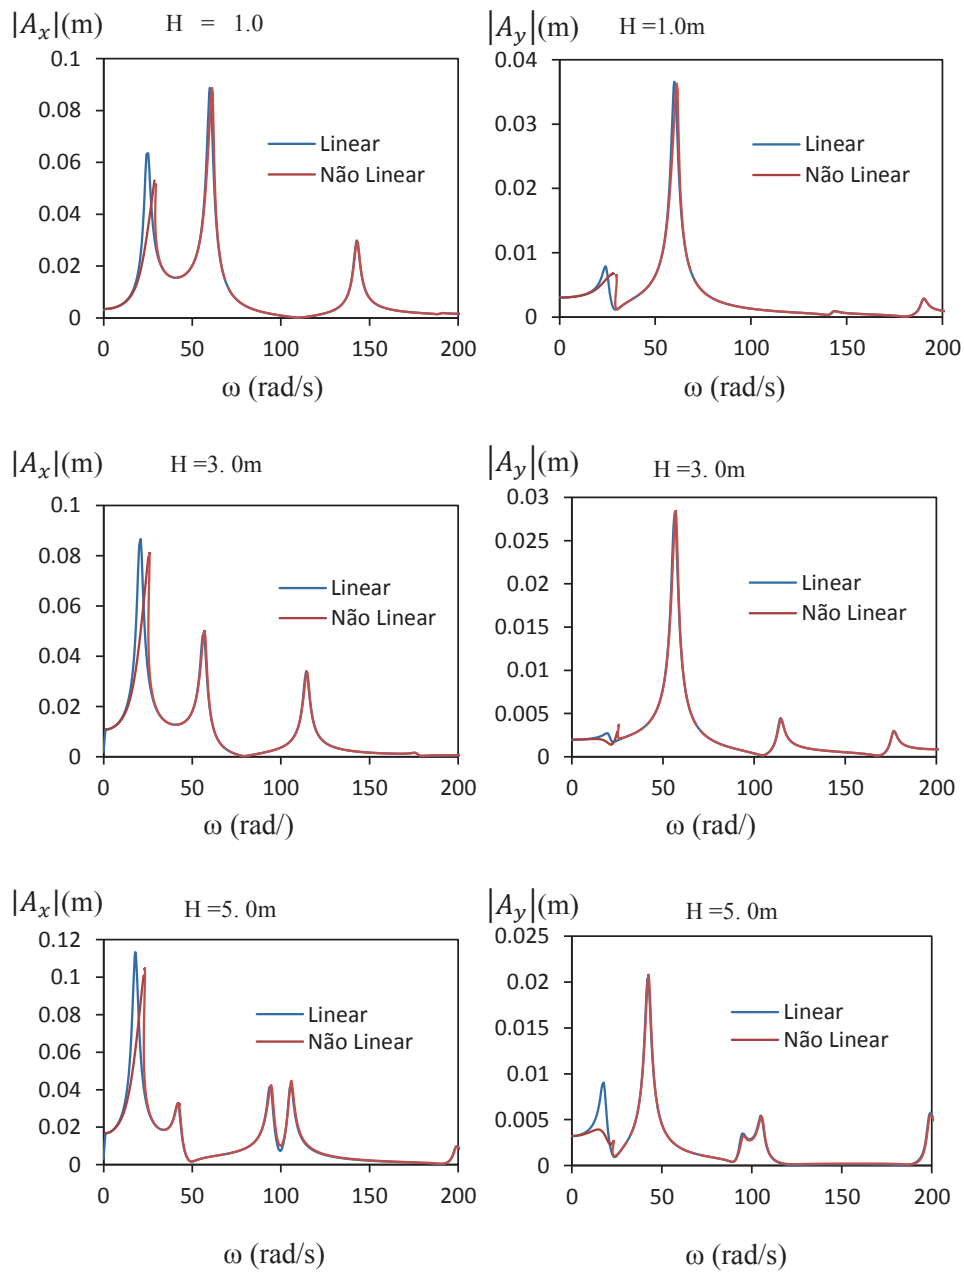 |A_x|(m) H = 1.0
0.1
0.08
0.06
0.04
0.02
0
0 50 100 150 200
Linear
Não Linear
ω (rad/s)
|A_y|(m) H =1.0m
0.04
0.03
0.02
0.01
0
0 50 100 150 200
Linear
Não Linear
ω (rad/s)
|A_x|(m) H =3. 0m
0.1
0.08
0.06
0.04
0.02
0
0 50 100 150 200
Linear
Não Linear
ω (rad/)
|A_y|(m) H =3. 0m
0.03
0.025
0.02
0.015
0.01
0.005
0
0 50 100 150 200
Linear
Não Linear
ω (rad/)
|A_x|(m) H =5. 0m
0.12
0.1
0.08
0.06
0.04
0.02
0
0 50 100 150 200
Linear
Não Linear
ω (rad/s)
|A_y|(m) H =5. 0m
0.025
0.02
0.015
0.01
0.005
0
0 50 100 150 200
Linear
Não Linear
ω (rad/s)